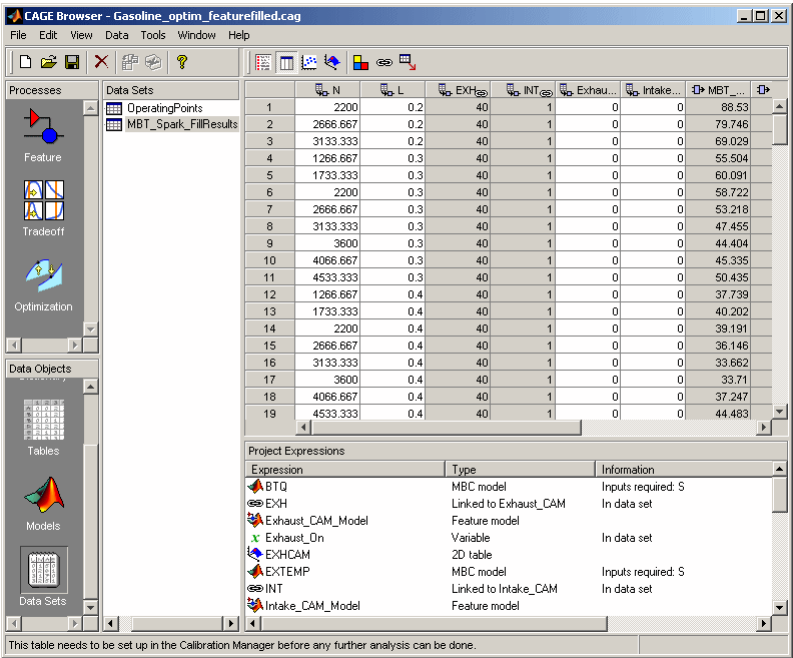 CAGE Browser - Gasoline_optim_featurefilled.cag
File Edit View Data Tools Window Help
Processes
Feature
Tradeoff
Optimization
Data Objects
Tables
Models
Data Sets
Data Sets
OperatingPoints
MBT_Spark_FillResults
N L EXH INT Exhau... Intake... MBT_...
1 2200 0.2 40 1 0 0 88.53
2 2666.667 0.2 40 1 0 0 79.746
3 3133.333 0.2 40 1 0 0 69.029
4 1266.667 0.3 40 1 0 0 55.504
5 1733.333 0.3 40 1 0 0 60.091
6 2200 0.3 40 1 0 0 58.722
7 2666.667 0.3 40 1 0 0 53.218
8 3133.333 0.3 40 1 0 0 47.455
9 3600 0.3 40 1 0 0 44.404
10 4066.667 0.3 40 1 0 0 45.335
11 4533.333 0.3 40 1 0 0 50.435
12 1266.667 0.4 40 1 0 0 37.739
13 1733.333 0.4 40 1 0 0 40.202
14 2200 0.4 40 1 0 0 39.191
15 2666.667 0.4 40 1 0 0 36.146
16 3133.333 0.4 40 1 0 0 33.662
17 3600 0.4 40 1 0 0 33.71
18 4066.667 0.4 40 1 0 0 37.247
19 4533.333 0.4 40 1 0 0 44.483
Project Expressions
Expression Type Information
BTQ MBC model Inputs required: S
EXH Linked to Exhaust_CAM In data set
Exhaust_CAM_Model Feature model
x Exhaust_On Variable In data set
EXHCAM 2D table
EXTEMP MBC model Inputs required: S
INT Linked to Intake_CAM In data set
Intake_CAM_Model Feature model
This table needs to be set up in the Calibration Manager before any further analysis can be done.